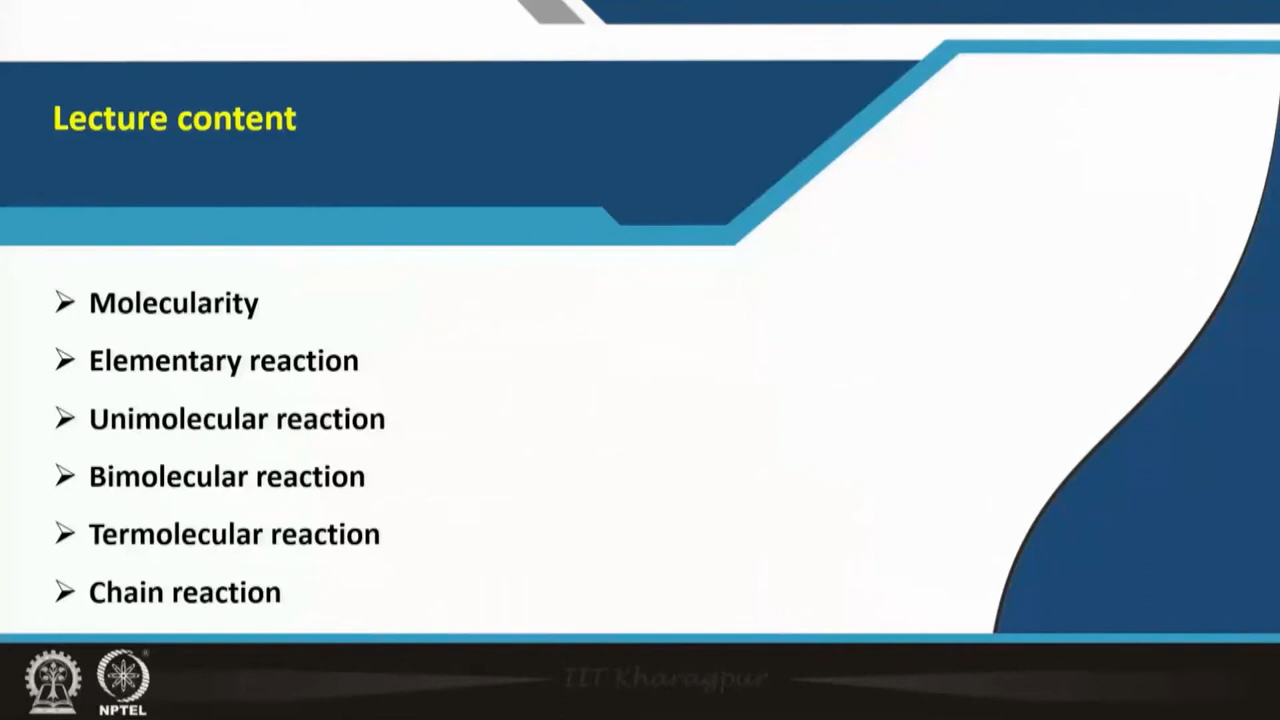 Lecture content
Molecularity
Elementary reaction
Unimolecular reaction
Bimolecular reaction
Termolecular reaction
Chain reaction
IIT Kharagpur
NPTEL